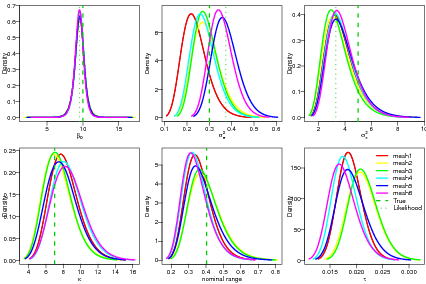 0.7
0.6
0.5
0.4
0.3
0.2
0.1
0.0
Density
5 10 15
β₀
6
4
2
0
Density
0.1 0.2 0.3 0.4 0.5 0.6
0.4
0.3
0.2
0.1
0.0
Density
2 4 6 8 10
0.25
0.20
0.15
0.10
0.05
0.00
Density
4 6 8 10 12 14 16
κ
5
4
3
2
1
0
Density
0.2 0.3 0.4 0.5 0.6 0.7 0.8
nominal range
150
100
50
0
Density
0.015 0.020 0.025 0.030
τ
mesh1
mesh2
mesh3
mesh4
mesh5
mesh6
True
Likelihood